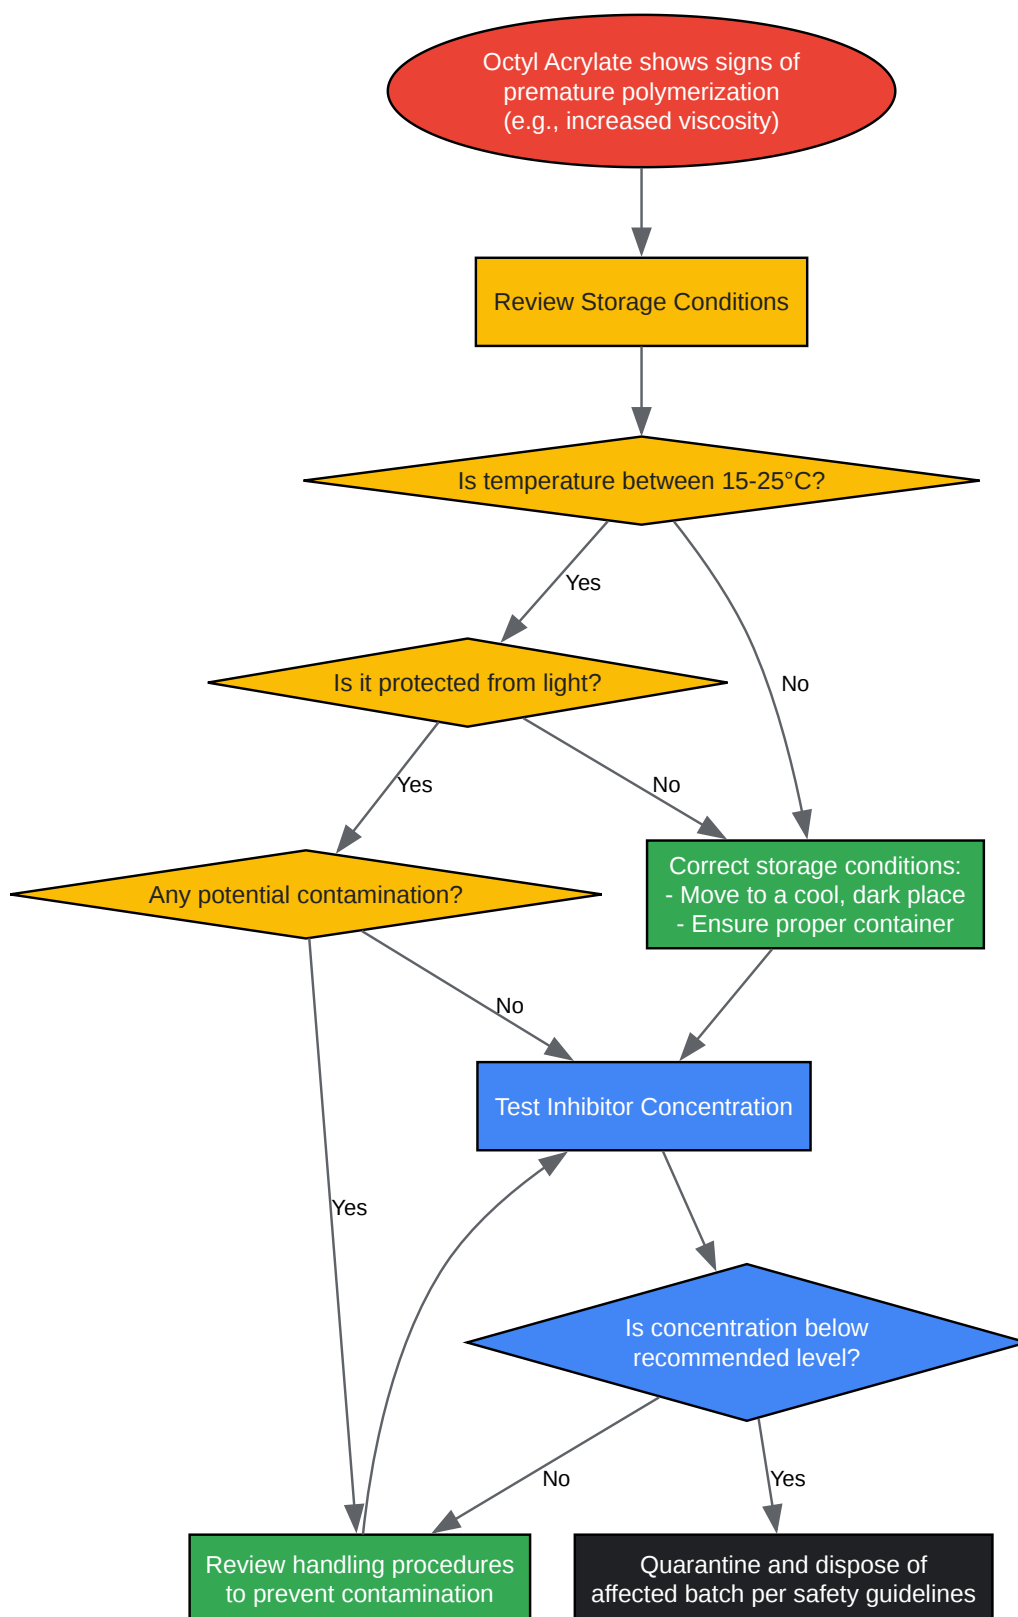 Octyl Acrylate shows signs of
premature polymerization
(e.g., increased viscosity)
Review Storage Conditions
Is temperature between 15-25°C?
Yes
Is it protected from light?
No
Yes
No
Correct storage conditions:
- Move to a cool, dark place
- Ensure proper container
Any potential contamination?
No
Test Inhibitor Concentration
Yes
Is concentration below
recommended level?
No
Yes
Review handling procedures
to prevent contamination
Quarantine and dispose of
affected batch per safety guidelines